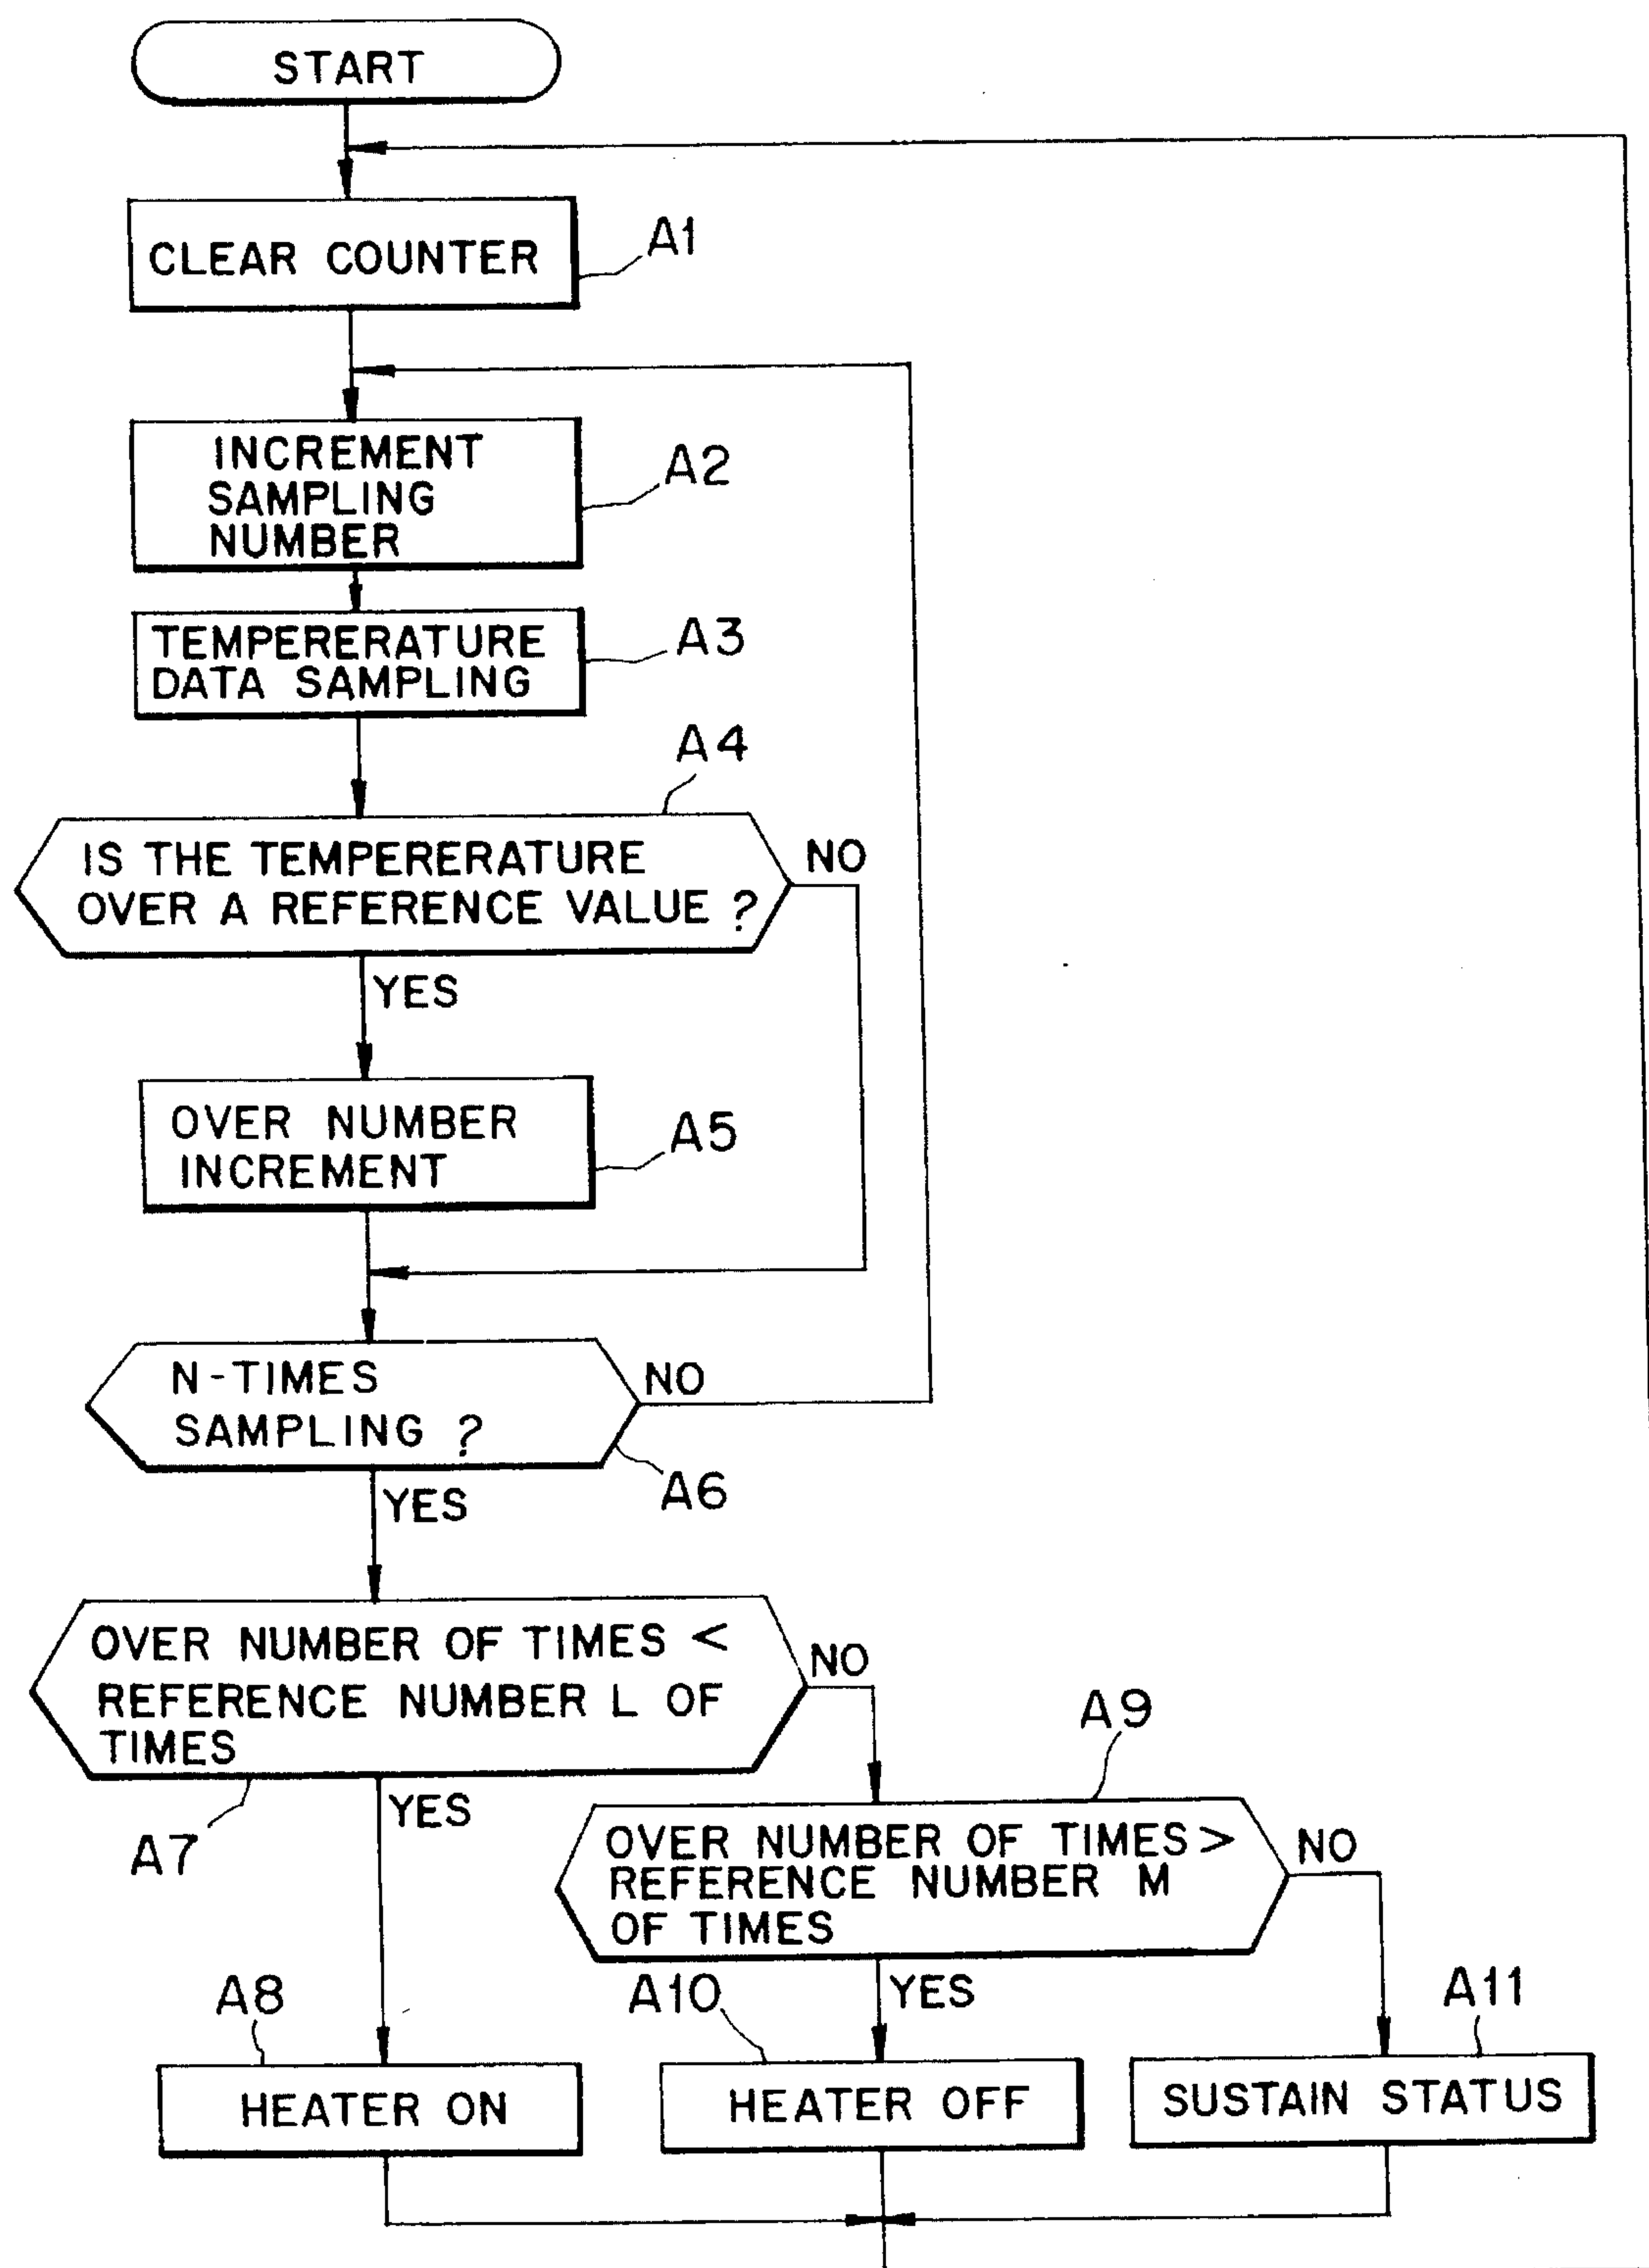 START
CLEAR COUNTER
A1
INCREMENT
SAMPLING
NUMBER
A2
TEMPERERATURE
DATA SAMPLING
A3
A4
IS THE TEMPERERATURE
OVER A REFERENCE VALUE ?
NO
YES
OVER NUMBER
INCREMENT
A5
N-TIMES
SAMPLING ?
NO
A6
YES
OVER NUMBER OF TIMES <
REFERENCE NUMBER L OF
TIMES
NO
A7
YES
A9
OVER NUMBER OF TIMES >
REFERENCE NUMBER M
OF TIMES
NO
A8
A10
YES
A11
HEATER ON
HEATER OFF
SUSTAIN STATUS